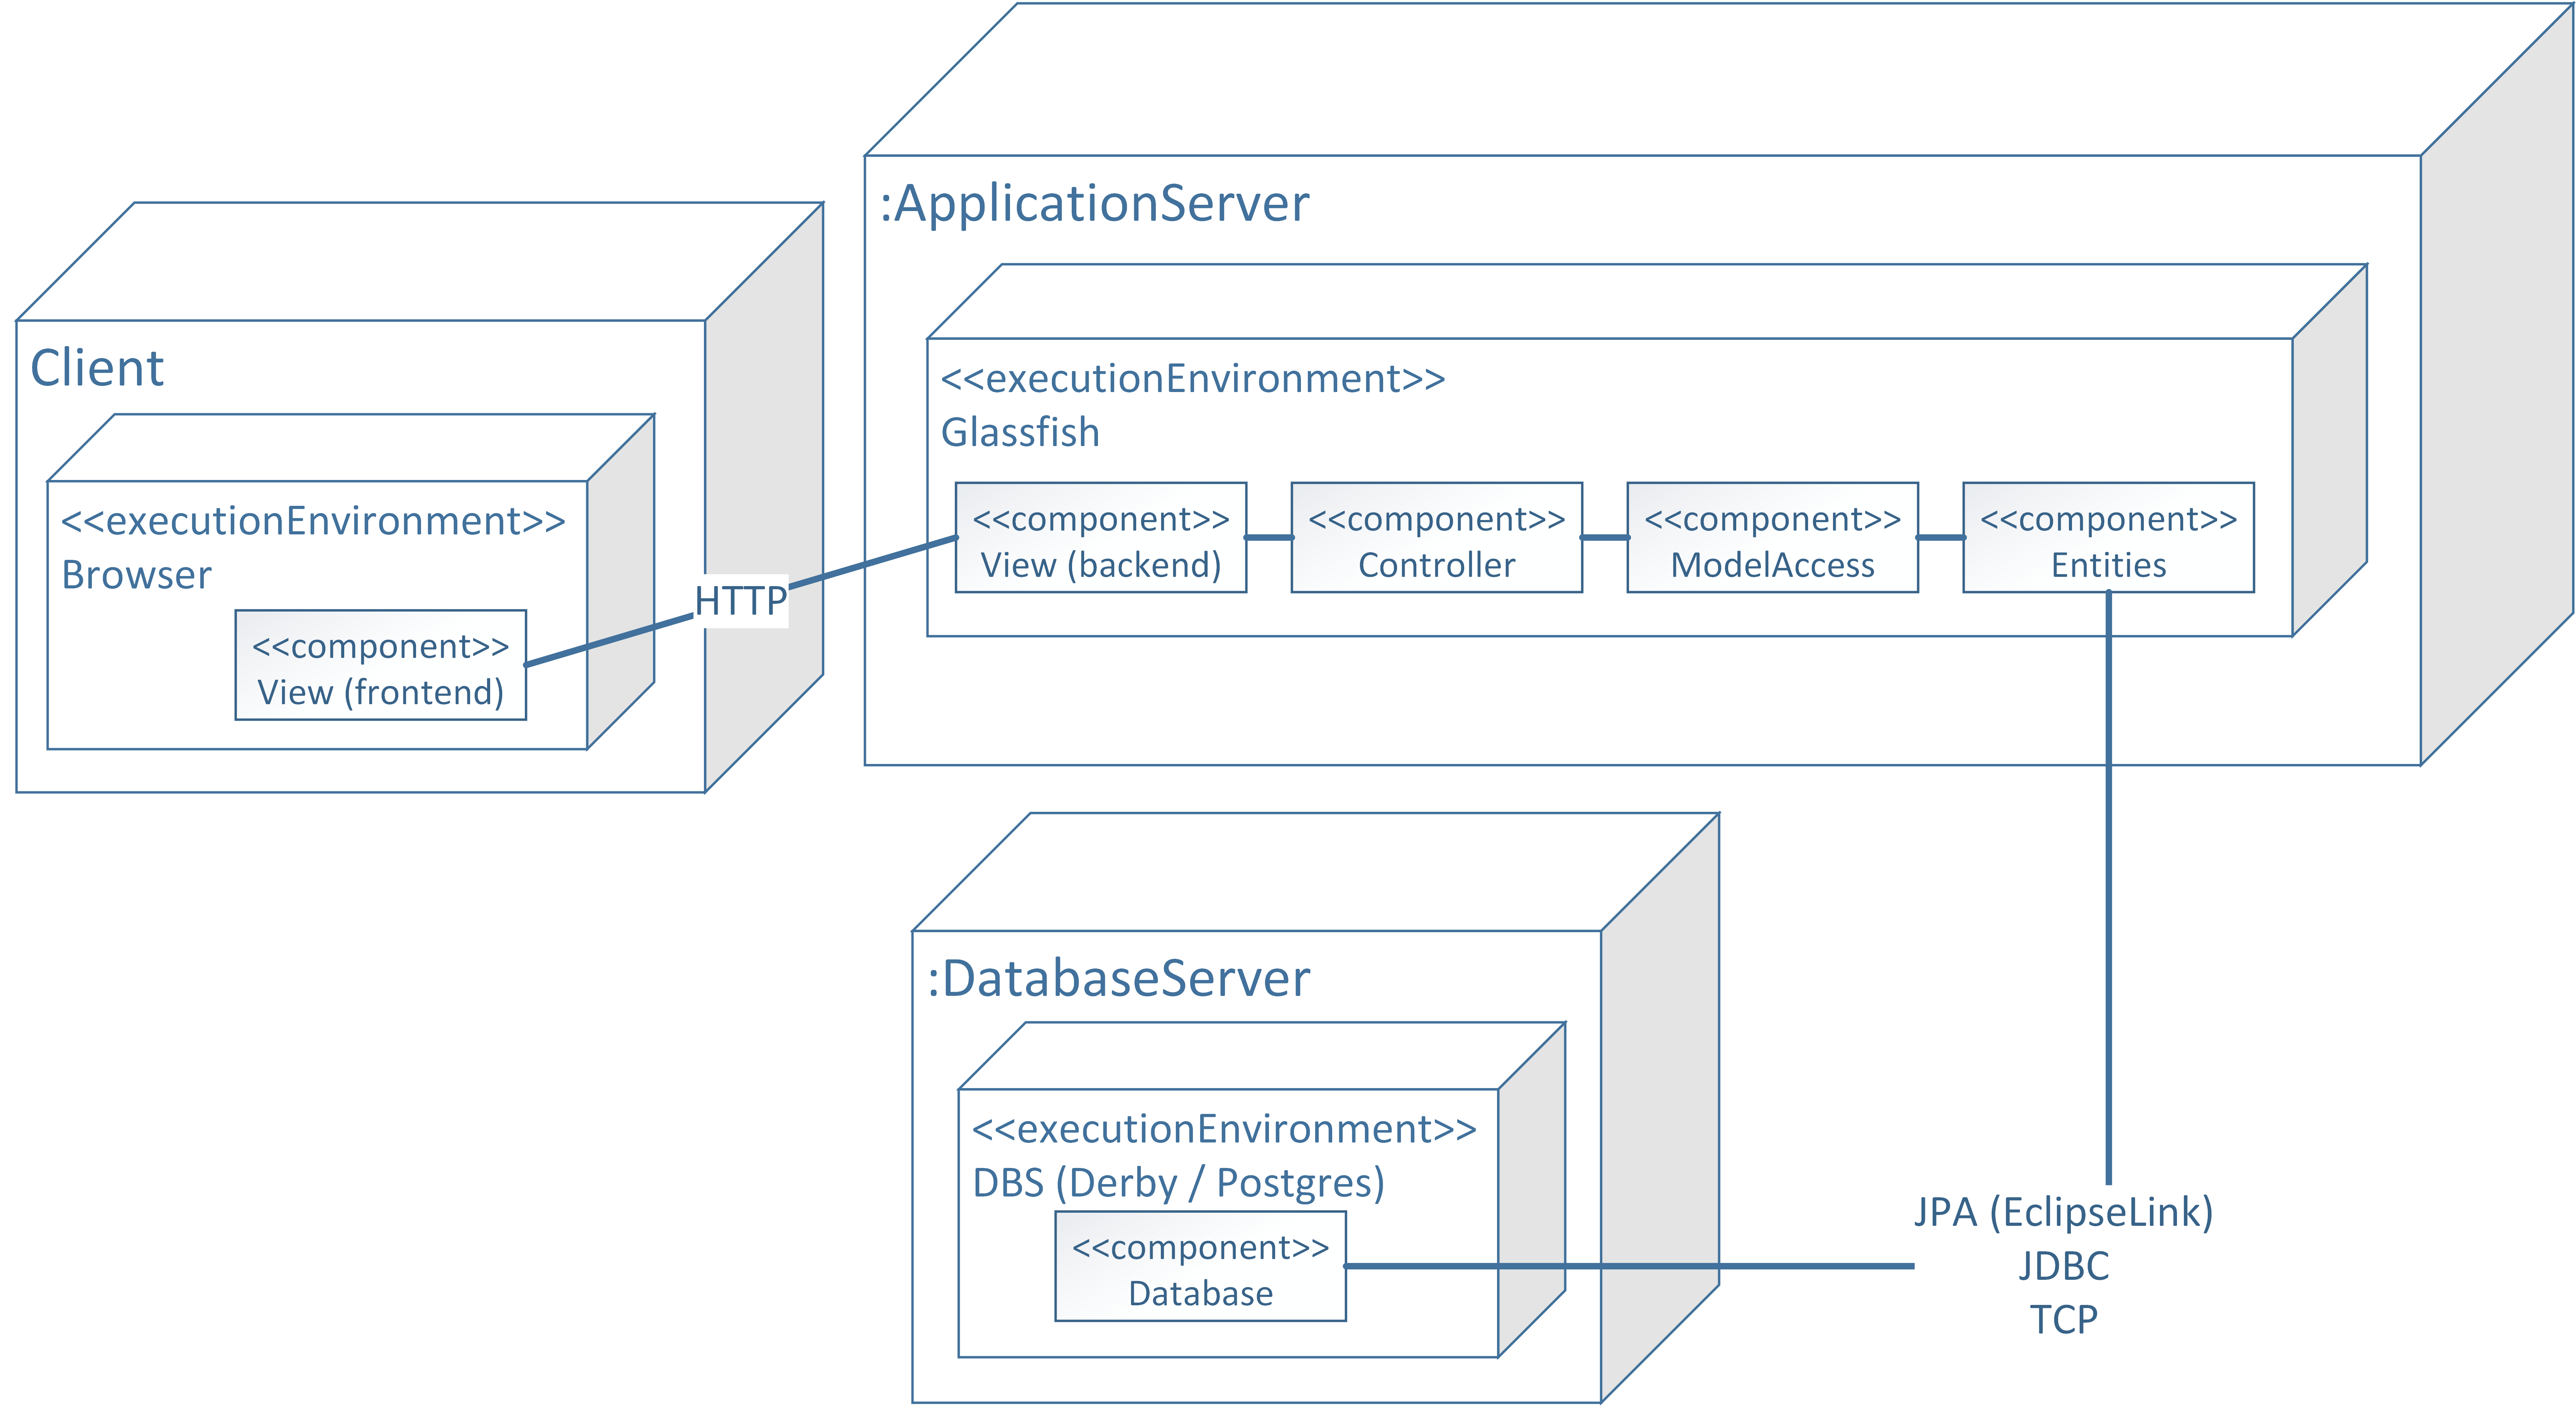 Client
<<executionEnvironment>>
Browser
<<component>>
View (frontend)
HTTP
:ApplicationServer
<<executionEnvironment>>
Glassfish
<<component>>
View (backend)
<<component>>
Controller
<<component>>
ModelAccess
<<component>>
Entities
:DatabaseServer
<<executionEnvironment>>
DBS (Derby / Postgres)
<<component>>
Database
JPA (EclipseLink)
JDBC
TCP